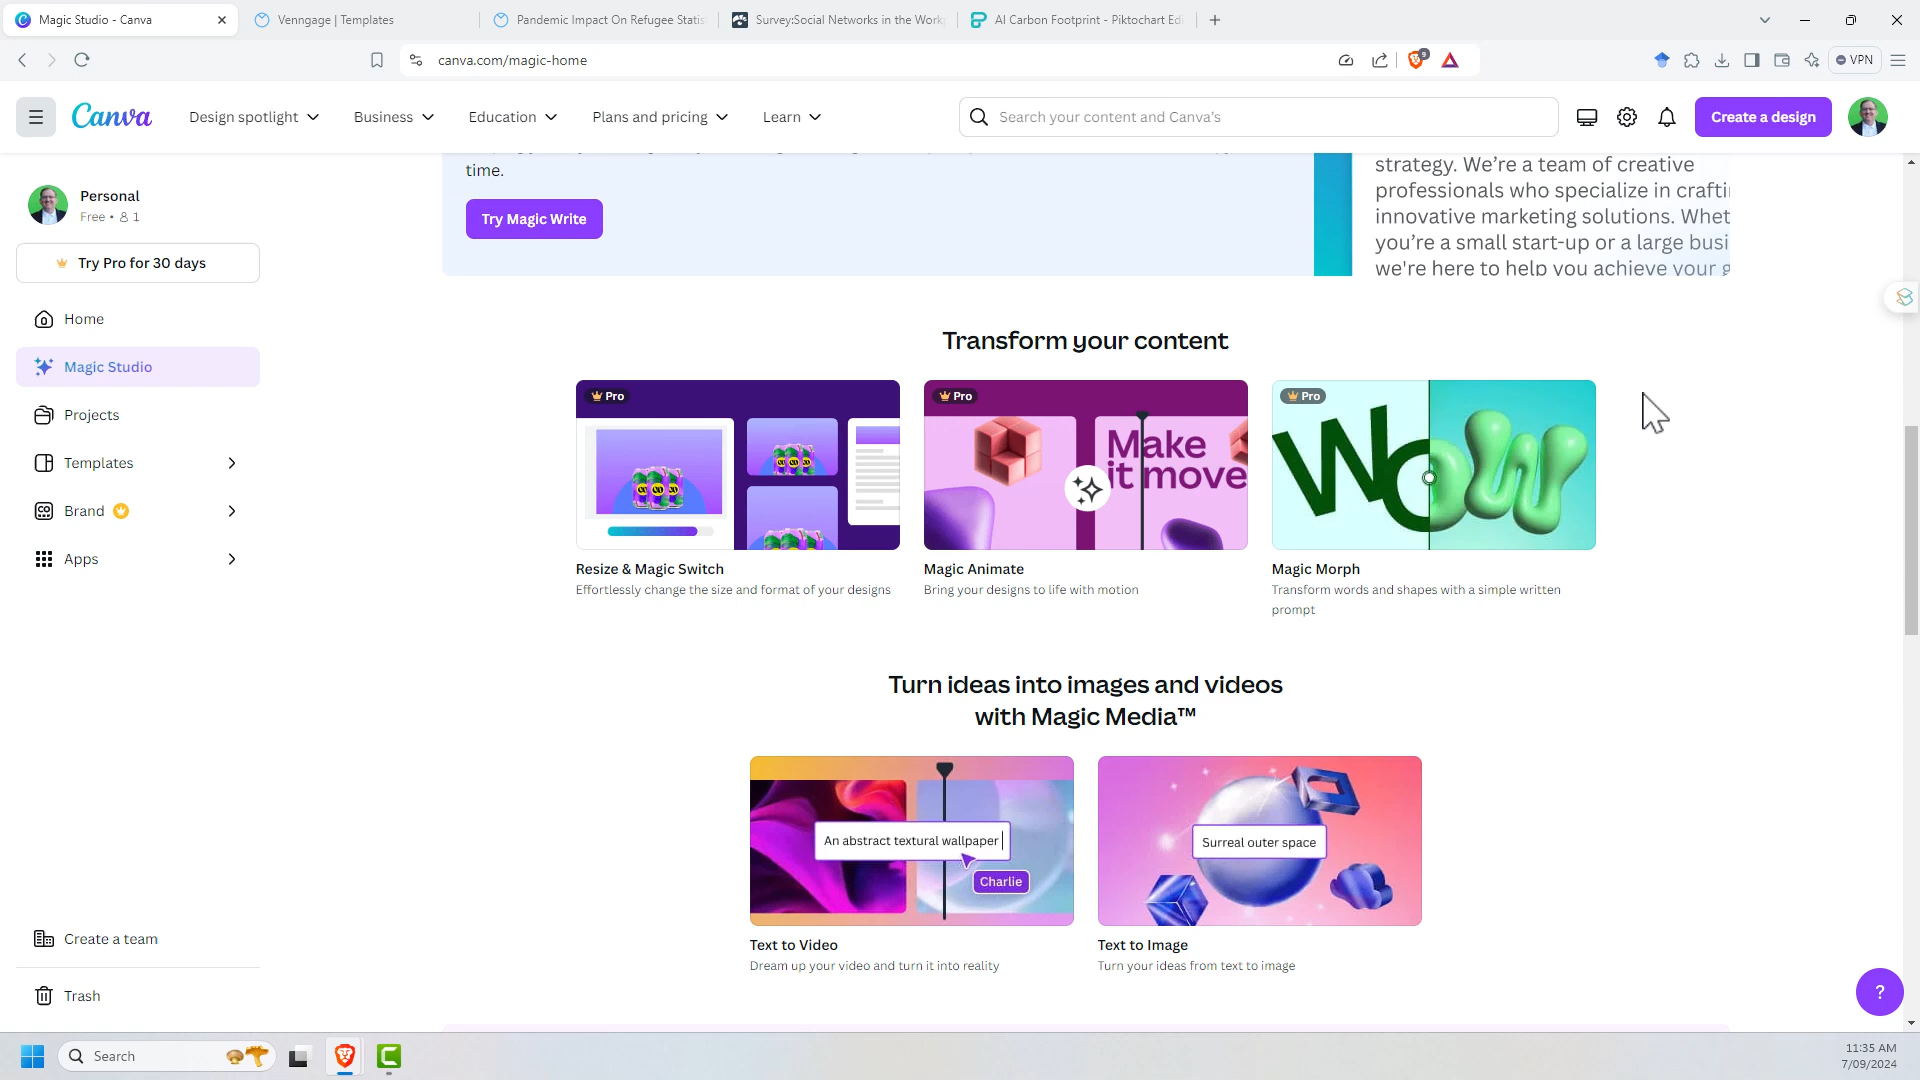 Magic Studio - Canva
Venngage | Templates
Pandemic Impact On Refugee Statis
Survey:Social Networks in the Work
AI Carbon Footprint - Piktochart Edi
canva.com/magic-home
9
VPN
Canva
Design spotlight
Business
Education
Plans and pricing
Learn
Search your content and Canva's
Create a design
Personal
Free • 1
Try Pro for 30 days
Home
Magic Studio
Projects
Templates
Brand
Apps
Create a team
Trash
time.
Try Magic Write
strategy. We're a team of creative
professionals who specialize in craftin
innovative marketing solutions. Whet
you're a small start-up or a large busi
we're here to help you achieve your g
Transform your content
Pro
Pro
Make
it move
Pro
Wow
Resize & Magic Switch
Effortlessly change the size and format of your designs
Magic Animate
Bring your designs to life with motion
Magic Morph
Transform words and shapes with a simple written
prompt
Turn ideas into images and videos
with Magic Media™
An abstract textural wallpaper
Charlie
Surreal outer space
Text to Video
Dream up your video and turn it into reality
Text to Image
Turn your ideas from text to image
?
Search
11:35 AM
7/09/2024